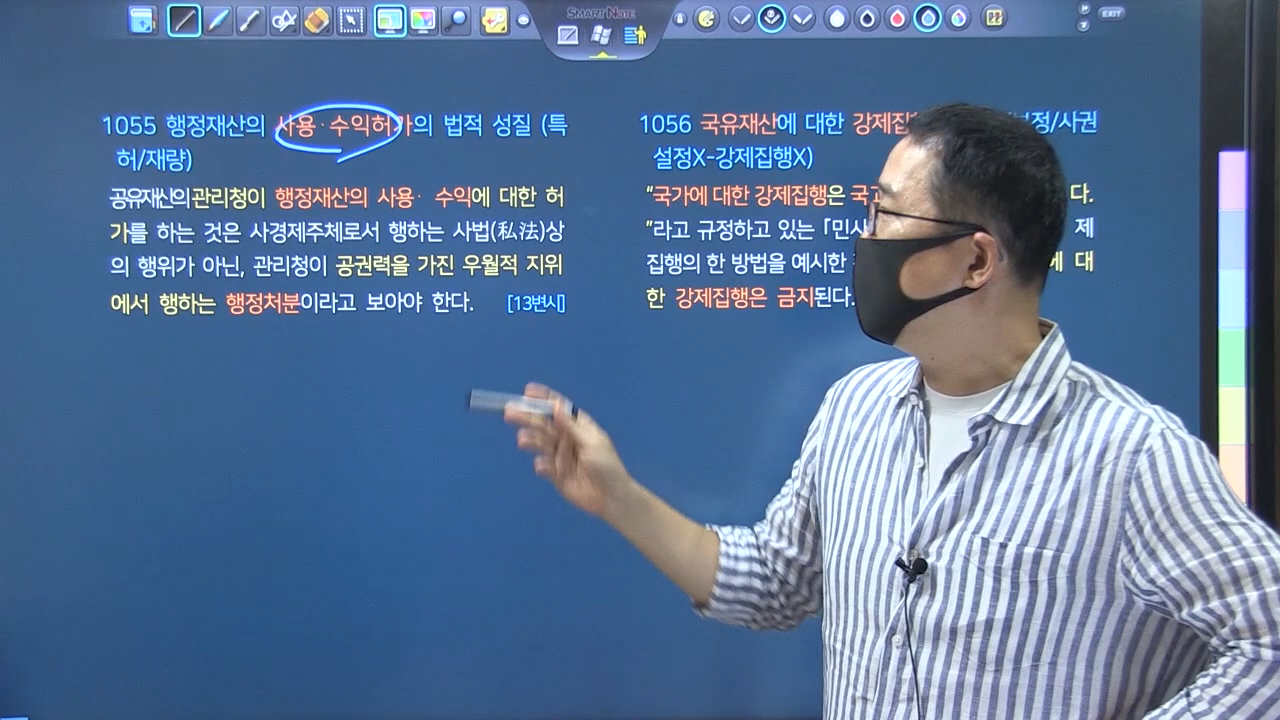 SMART NOTE
EXIT
1055 행정재산의 사용·수익허가의 법적 성질 (특
허/재량)
공유재산의 관리청이 행정재산의 사용· 수익에 대한 허
가를 하는 것은 사경제주체로서 행하는 사법(私法)상
의 행위가 아닌, 관리청이 공권력을 가진 우월적 지위
에서 행하는 행정처분이라고 보아야 한다. [13변시]
1056 국유재산에 대한 정/사권
설정X-강제집행X)
“국가에 대한 강제집행은 다.
”라고 규정하고 있는 제
집행의 한 방법을 예시한 에 대
한 강제집행은 금지된다.